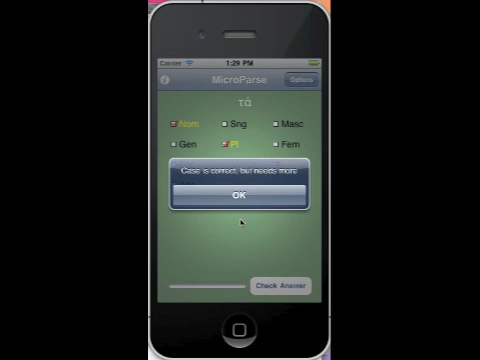 Carrier 1:29 PM
MicroParse Options
τὰ
Nom Sng Masc
Gen Pl Fem
Case is correct, but needs more
OK
Check Answer